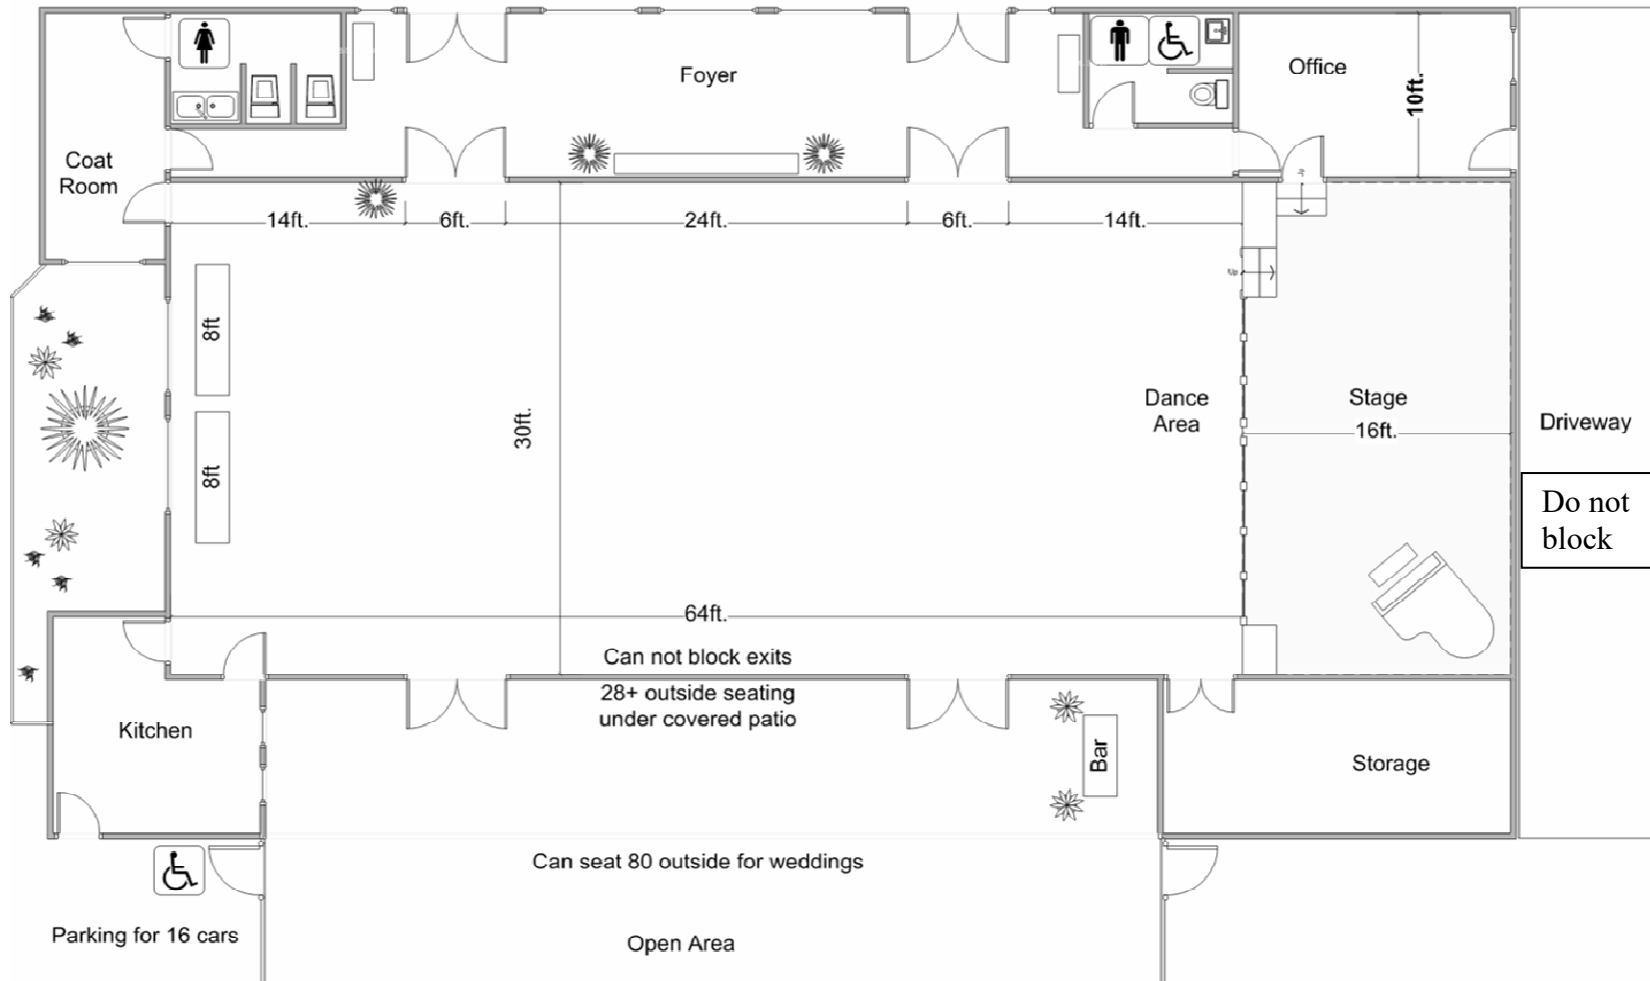 Foyer
Office
10ft.
Coat
Room
14ft.
6ft.
24ft.
6ft.
14ft.
8ft
30ft.
Dance
Area
Stage
16ft.
Driveway
8ft
Do not
block
64ft.
Can not block exits
28+ outside seating
under covered patio
Kitchen
Bar
Storage
Can seat 80 outside for weddings
Parking for 16 cars
Open Area